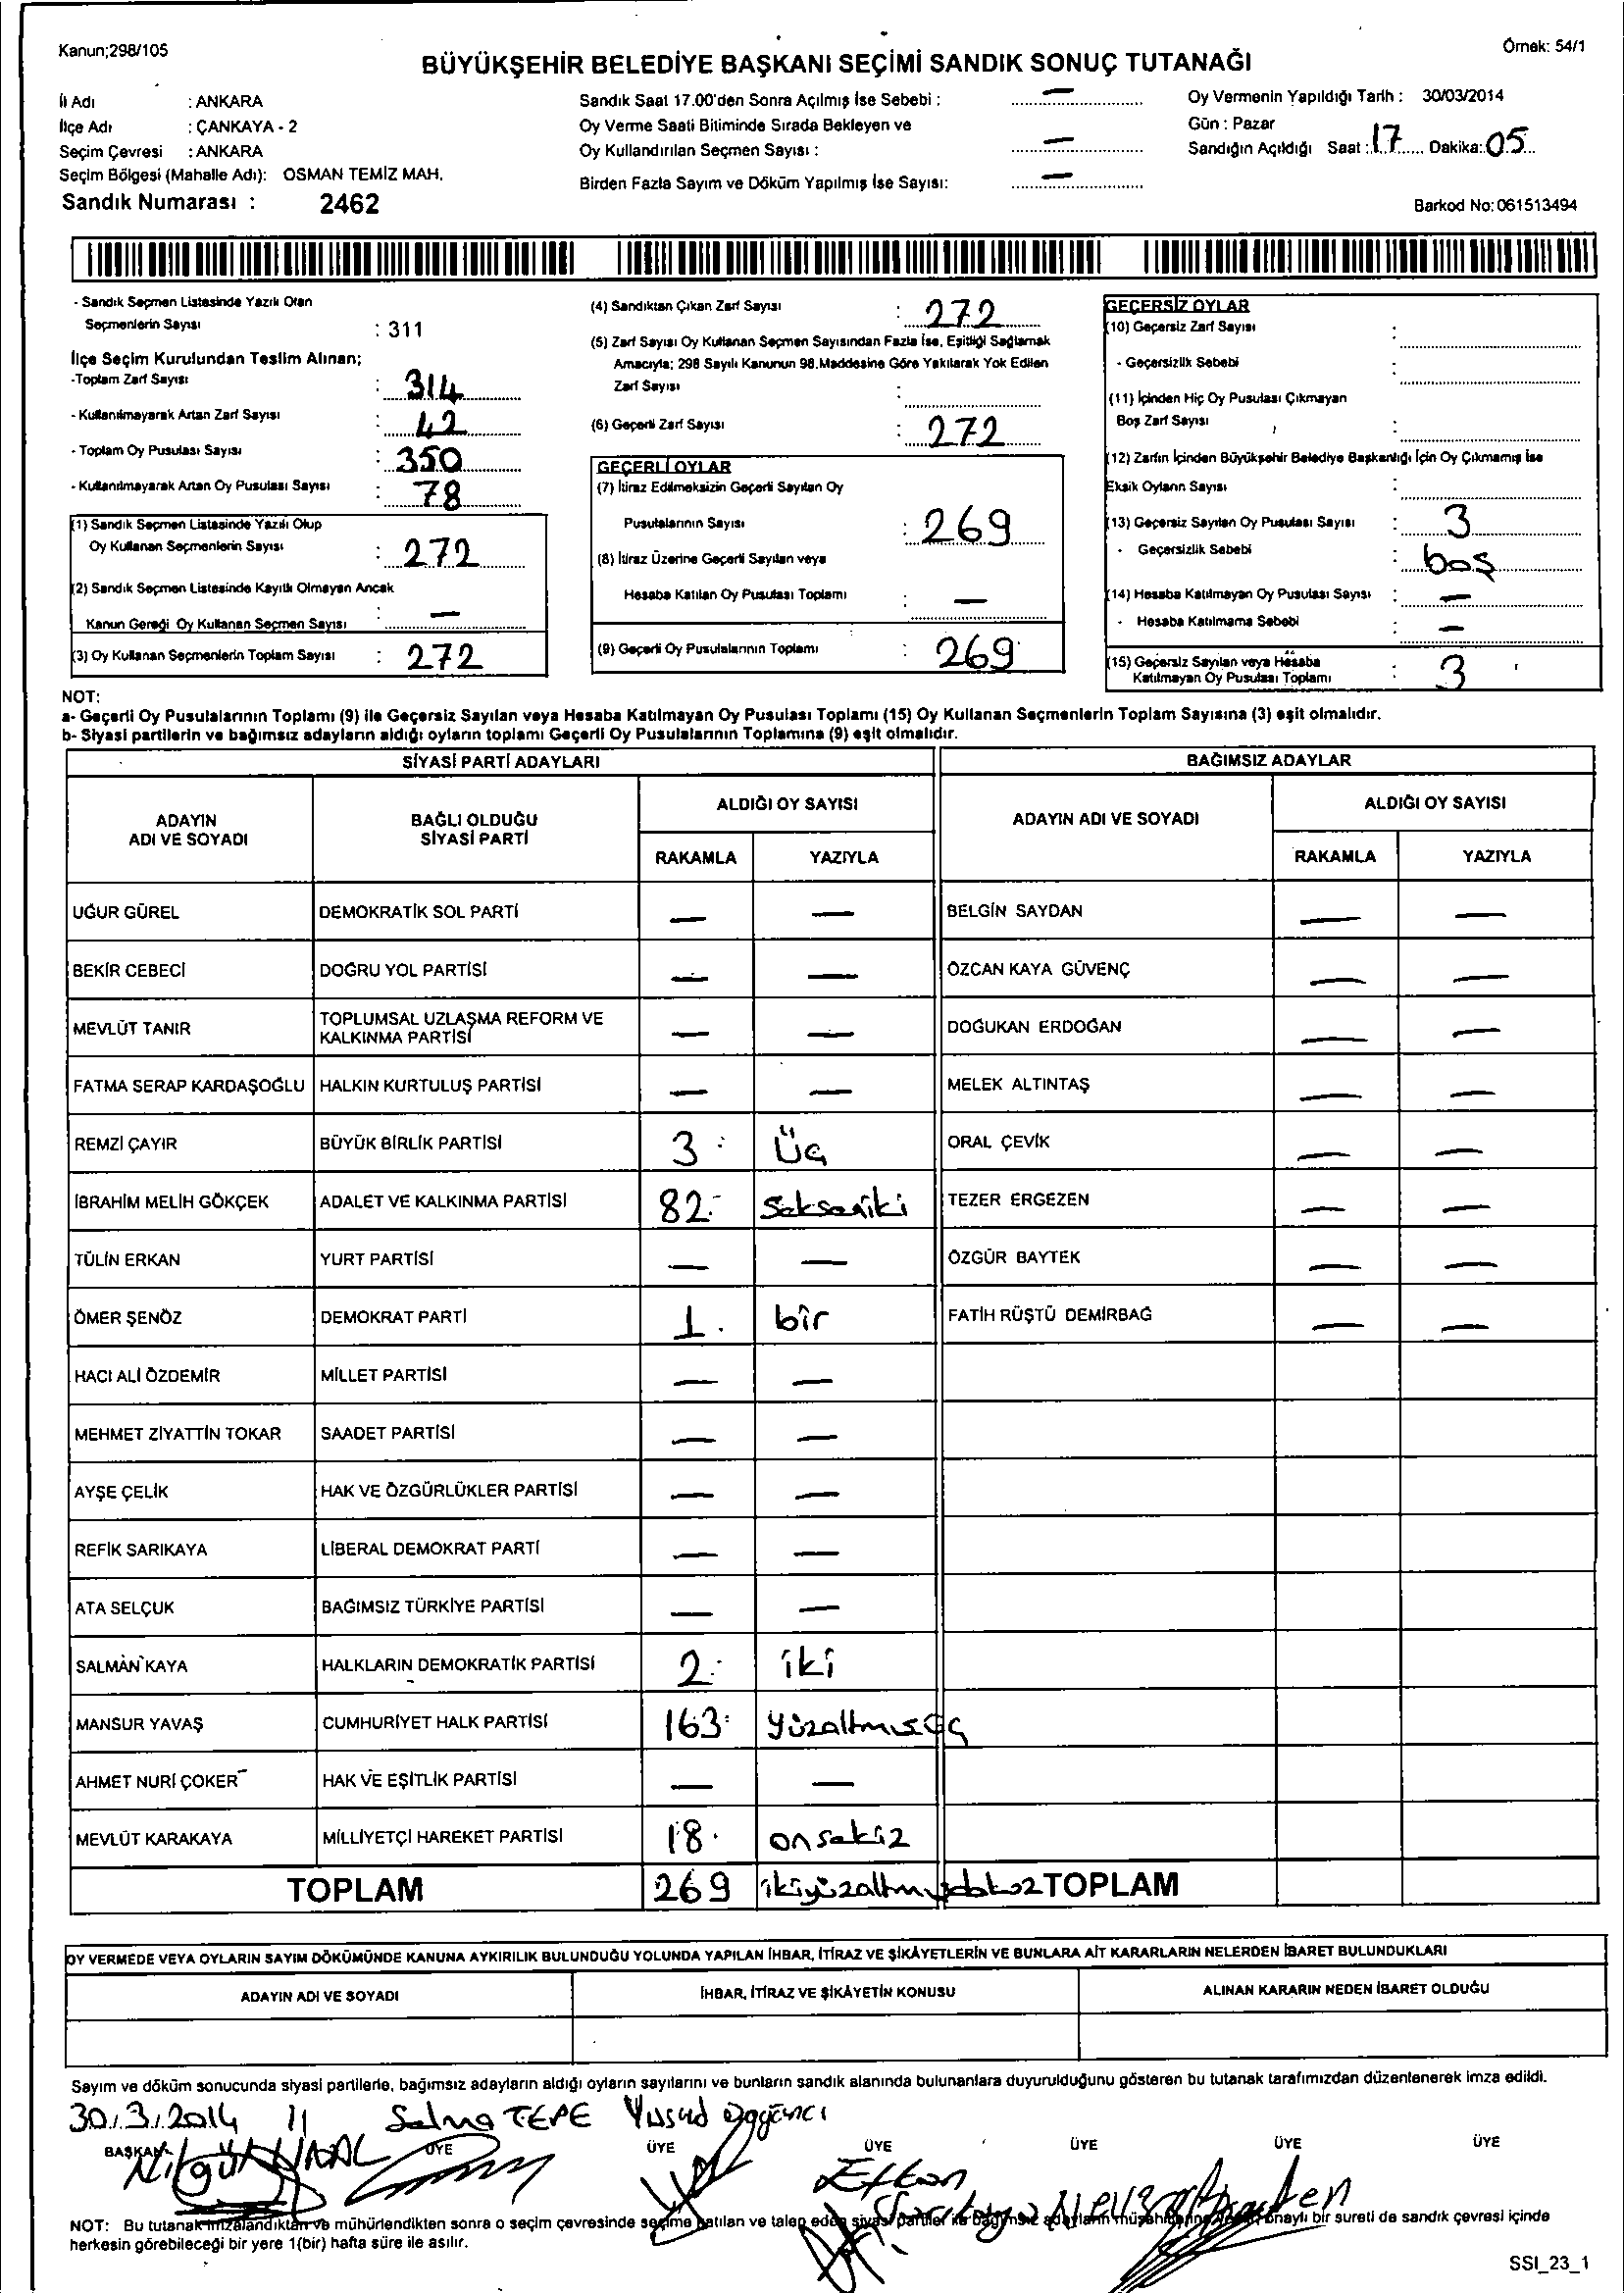 Kanun;298/105
Örnek: 54/1
BÜYÜKŞEHİR BELEDİYE BAŞKANI SEÇİMİ SANDIK SONUÇ TUTANAĞI
İl Adı : ANKARA
İlçe Adı : ÇANKAYA - 2
Seçim Çevresi : ANKARA
Seçim Bölgesi (Mahalle Adı): OSMAN TEMİZ MAH.
Sandık Numarası : 2462
Sandık Saat 17.00'den Sonra Açılmış İse Sebebi : —
Oy Verme Saati Bitiminde Sırada Bekleyen ve
Oy Kullandırılan Seçmen Sayısı : —
Birden Fazla Sayım ve Döküm Yapılmış İse Sayısı: —
Oy Vermenin Yapıldığı Tarih : 30/03/2014
Gün : Pazar
Sandığın Açıldığı Saat : 17 Dakika: 05
Barkod No: 061513494
- Sandık Seçmen Listesinde Yazılı Olan
Seçmenlerin Sayısı : 311
İlçe Seçim Kurulundan Teslim Alınan;
-Toplam Zarf Sayısı : 314
- Kullanılmayarak Artan Zarf Sayısı : 42
- Toplam Oy Pusulası Sayısı : 350
- Kullanılmayarak Artan Oy Pusulası Sayısı : 78
(1) Sandık Seçmen Listesinde Yazılı Olup
Oy Kullanan Seçmenlerin Sayısı : 272
(2) Sandık Seçmen Listesinde Kayıtlı Olmayan Ancak
Kanun Gereği Oy Kullanan Seçmen Sayısı : —
(3) Oy Kullanan Seçmenlerin Toplam Sayısı : 272
(4) Sandıktan Çıkan Zarf Sayısı : 272
(5) Zarf Sayısı Oy Kullanan Seçmen Sayısından Fazla İse, Eşitliği Sağlamak
Amacıyla; 298 Sayılı Kanunun 98.Maddesine Göre Yakılarak Yok Edilen
Zarf Sayısı :
(6) Geçerli Zarf Sayısı : 272
GEÇERLİ OYLAR
(7) İtiraz Edilmeksizin Geçerli Sayılan Oy
Pusulalarının Sayısı : 269
(8) İtiraz Üzerine Geçerli Sayılan veya
Hesaba Katılan Oy Pusulası Toplamı : —
(9) Geçerli Oy Pusulalarının Toplamı : 269
GEÇERSİZ OYLAR
(10) Geçersiz Zarf Sayısı :
- Geçersizlik Sebebi :
(11) İçinden Hiç Oy Pusulası Çıkmayan
Boş Zarf Sayısı :
(12) Zarfın İçinden Büyükşehir Belediye Başkanlığı İçin Oy Çıkmamış İse
Eksik Oyların Sayısı :
(13) Geçersiz Sayılan Oy Pusulası Sayısı : 3
- Geçersizlik Sebebi : boş
(14) Hesaba Katılmayan Oy Pusulası Sayısı : —
- Hesaba Katılmama Sebebi : —
(15) Geçersiz Sayılan veya Hesaba
Katılmayan Oy Pusulası Toplamı : 3
NOT:
a- Geçerli Oy Pusulalarının Toplamı (9) ile Geçersiz Sayılan veya Hesaba Katılmayan Oy Pusulası Toplamı (15) Oy Kullanan Seçmenlerin Toplam Sayısına (3) eşit olmalıdır.
b- Siyasi partilerin ve bağımsız adayların aldığı oyların toplamı Geçerli Oy Pusulalarının Toplamına (9) eşit olmalıdır.
SİYASİ PARTİ ADAYLARI
BAĞIMSIZ ADAYLAR
ADAYIN ADI VE SOYADI
BAĞLI OLDUĞU SİYASİ PARTİ
ALDIĞI OY SAYISI
ADAYIN ADI VE SOYADI
ALDIĞI OY SAYISI
RAKAMLA YAZIYLA RAKAMLA YAZIYLA
UĞUR GÜREL DEMOKRATİK SOL PARTİ — — BELGİN SAYDAN — —
BEKİR CEBECİ DOĞRU YOL PARTİSİ — — ÖZCAN KAYA GÜVENÇ — —
MEVLÜT TANIR TOPLUMSAL UZLAŞMA REFORM VE KALKINMA PARTİSİ — — DOĞUKAN ERDOĞAN — —
FATMA SERAP KARDAŞOĞLU HALKIN KURTULUŞ PARTİSİ — — MELEK ALTINTAŞ — —
REMZİ ÇAYIR BÜYÜK BİRLİK PARTİSİ 3 Üç ORAL ÇEVİK — —
İBRAHİM MELİH GÖKÇEK ADALET VE KALKINMA PARTİSİ 82 Seksaniki TEZER ERGEZEN — —
TÜLİN ERKAN YURT PARTİSİ — — ÖZGÜR BAYTEK — —
ÖMER ŞENÖZ DEMOKRAT PARTİ 1. bir FATİH RÜŞTÜ DEMİRBAĞ — —
HACI ALİ ÖZDEMİR MİLLET PARTİSİ — —
MEHMET ZİYATTİN TOKAR SAADET PARTİSİ — —
AYŞE ÇELİK HAK VE ÖZGÜRLÜKLER PARTİSİ — —
REFİK SARIKAYA LİBERAL DEMOKRAT PARTİ — —
ATA SELÇUK BAĞIMSIZ TÜRKİYE PARTİSİ — —
SALMAN KAYA HALKLARIN DEMOKRATİK PARTİSİ 2 iki
MANSUR YAVAŞ CUMHURİYET HALK PARTİSİ 163 yüzaltmışüç
AHMET NURİ ÇOKER HAK VE EŞİTLİK PARTİSİ — —
MEVLÜT KARAKAYA MİLLİYETÇİ HAREKET PARTİSİ 18 onsekiz
TOPLAM 269 ikiyüzaltmışdokuz TOPLAM
OY VERMEDE VEYA OYLARIN SAYIM DÖKÜMÜNDE KANUNA AYKIRILIK BULUNDUĞU YOLUNDA YAPILAN İHBAR, İTİRAZ VE ŞİKÂYETLERİN VE BUNLARA AİT KARARLARIN NELERDEN İBARET BULUNDUKLARI
ADAYIN ADI VE SOYADI İHBAR, İTİRAZ VE ŞİKÂYETİN KONUSU ALINAN KARARIN NEDEN İBARET OLDUĞU
Sayım ve döküm sonucunda siyasi partilerle, bağımsız adayların aldığı oyların sayılarını ve bunların sandık alanında bulunanlara duyurulduğunu gösteren bu tutanak tarafımızdan düzenlenerek imza edildi.
30.3.2014 Selma TEPE Yusuf
BAŞKAN ÜYE ÜYE ÜYE ÜYE ÜYE ÜYE
Nilgün
NOT: Bu tutanak imzalandıktan ve mühürlendikten sonra o seçim çevresinde seçime katılan ve talep eden siyasi partiler ile bağımsız adayların müşahitlerine onaylı bir sureti de sandık çevresi içinde
herkesin görebileceği bir yere 1(bir) hafta süre ile asılır.
SSI_23_1